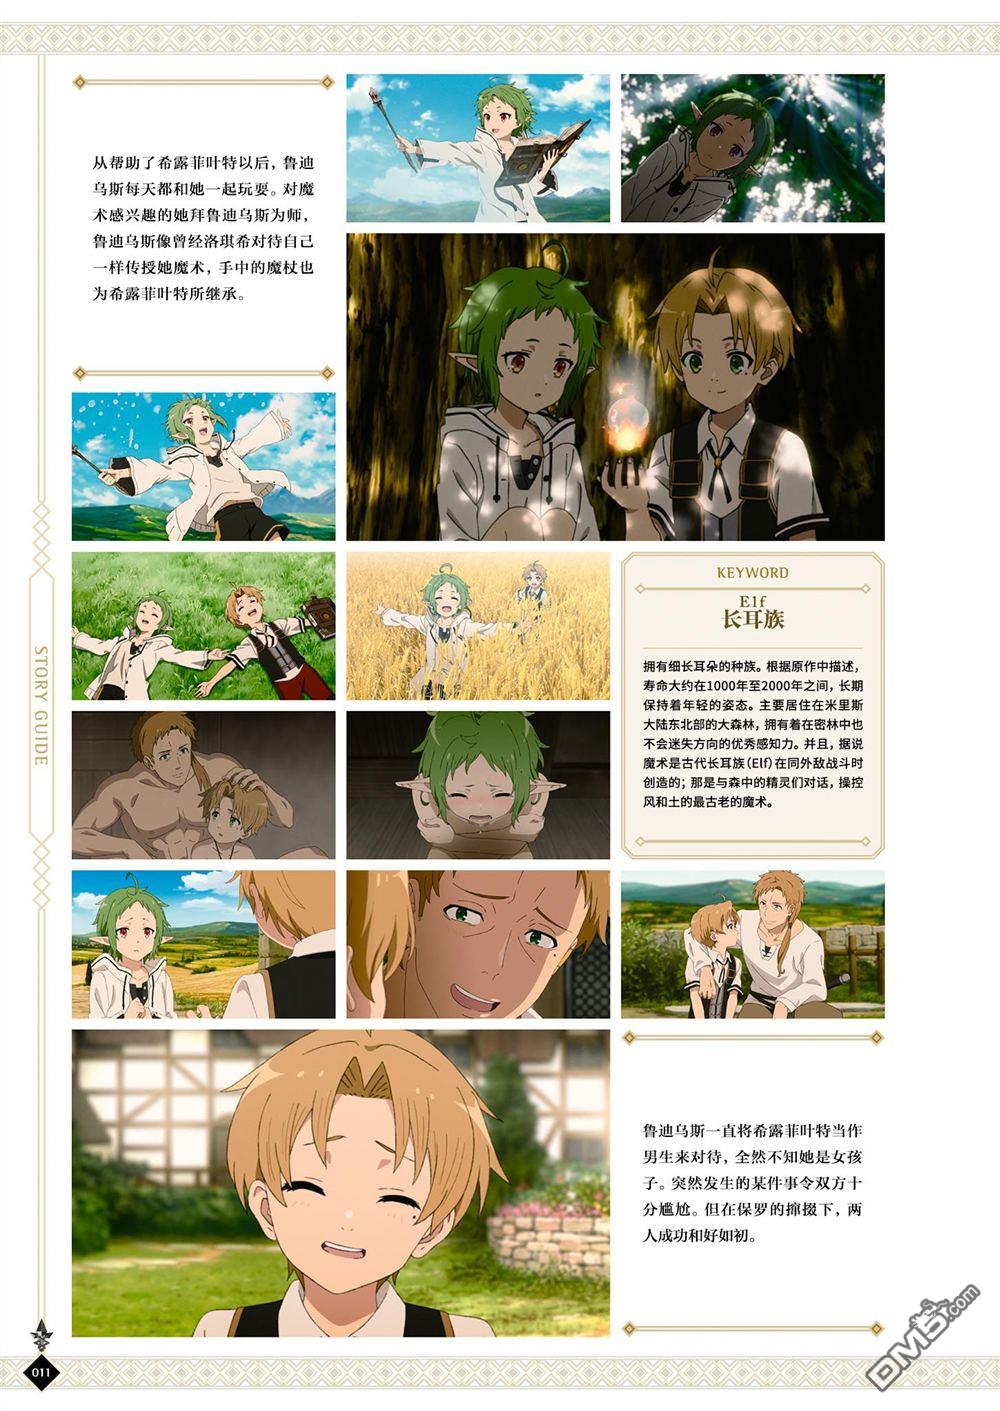 从帮助了希露菲叶特以后，鲁迪
乌斯每天都和她一起玩耍。对魔
术感兴趣的她拜鲁迪乌斯为师，
鲁迪乌斯像曾经洛琪希对待自己
一样传授她魔术，手中的魔杖也
为希露菲叶特所继承。
KEYWORD
Elf
长耳族
拥有细长耳朵的种族。根据原作中描述，
寿命大约在1000年至2000年之间，长期
保持着年轻的姿态。主要居住在米里斯
大陆东北部的大森林，拥有着在密林中也
不会迷失方向的优秀感知力。并且，据说
魔术是古代长耳族（Elf）在同外敌战斗时
创造的；那是与森中的精灵们对话，操控
风和土的最古老的魔术。
STORY GUIDE
鲁迪乌斯一直将希露菲叶特当作
男生来对待，全然不知她是女孩
子。突然发生的某件事令双方十
分尴尬。但在保罗的撺掇下，两
人成功和好如初。
011
DM5.com